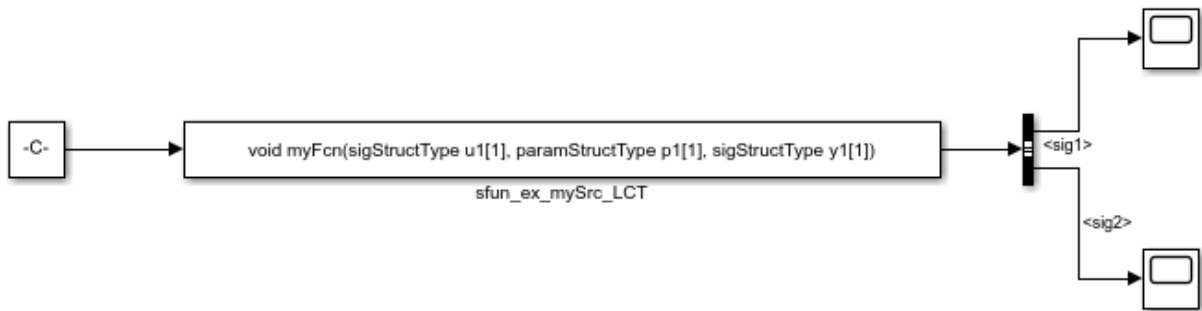 -C-
void myFcn(sigStructType u1[1], paramStructType p1[1], sigStructType y1[1])
sfun_ex_mySrc_LCT
<sig1>
<sig2>